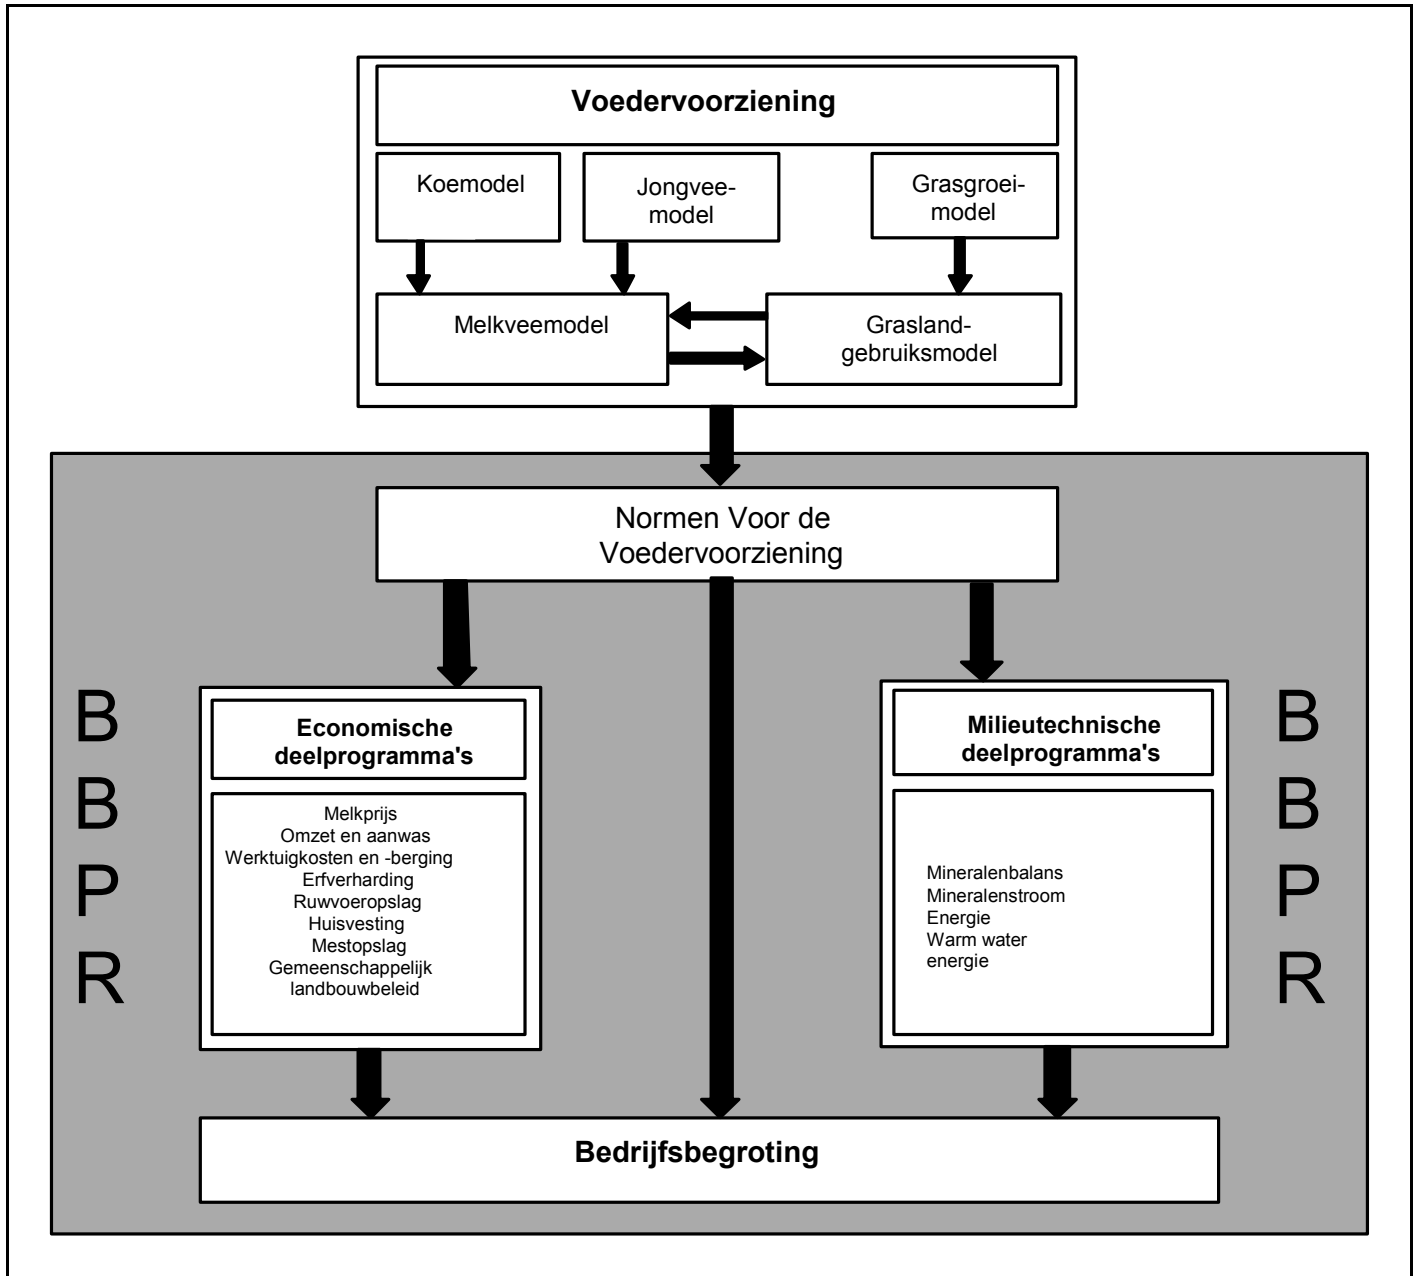 Voedervoorziening
Koemodel
Jongvee-
model
Grasgroei-
model
Melkveemodel
Grasland-
gebruiksmodel
Normen Voor de
Voedervoorziening
B
B
P
R
Economische
deelprogramma's
Melkprijs
Omzet en aanwas
Werktuigkosten en -berging
Erfverharding
Ruwvoeropslag
Huisvesting
Mestopslag
Gemeenschappelijk
landbouwbeleid
Milieutechnische
deelprogramma's
Mineralenbalans
Mineralenstroom
Energie
Warm water
energie
B
B
P
R
Bedrijfsbegroting